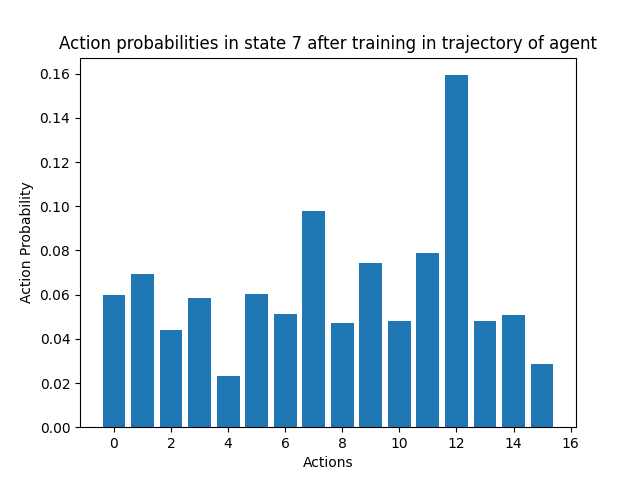 Action probabilities in state 7 after training in trajectory of agent
0.16
0.14
0.12
0.10
0.08
0.06
0.04
0.02
0.00
Action Probability
0 2 4 6 8 10 12 14 16
Actions